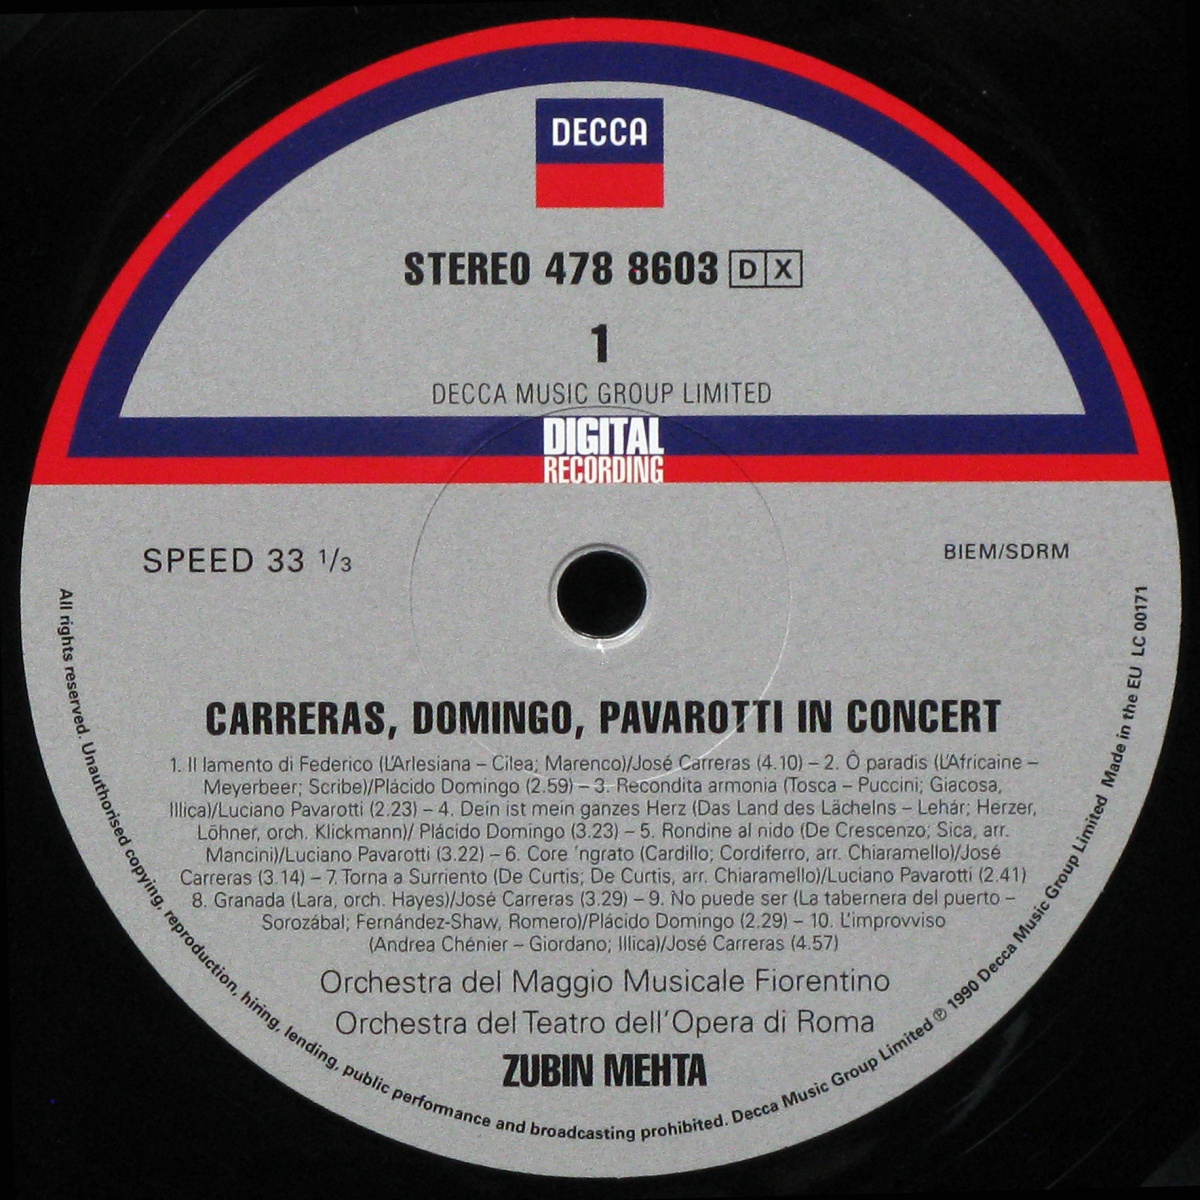 DECCA
STEREO 478 8603 D X
1
DECCA MUSIC GROUP LIMITED
DIGITAL
RECORDING
SPEED 33 1/3
BIEM/SDRM
CARRERAS, DOMINGO, PAVAROTTI IN CONCERT
1. Il lamento di Federico (L'Arlesiana – Cilea; Marenco)/José Carreras (4.10) – 2. Ô paradis (L'Africaine –
Meyerbeer; Scribe)/Plácido Domingo (2.59) – 3. Recondita armonia (Tosca – Puccini; Giacosa,
Illica)/Luciano Pavarotti (2.23) – 4. Dein ist mein ganzes Herz (Das Land des Lächelns – Lehár; Herzer,
Löhner, orch. Klickmann)/ Plácido Domingo (3.23) – 5. Rondine al nido (De Crescenzo; Sica, arr.
Mancini)/Luciano Pavarotti (3.22) – 6. Core 'ngrato (Cardillo; Cordiferro, arr. Chiaramello)/José
Carreras (3.14) – 7. Torna a Surriento (De Curtis; De Curtis, arr. Chiaramello)/Luciano Pavarotti (2.41)
8. Granada (Lara, orch. Hayes)/José Carreras (3.29) – 9. No puede ser (La tabernera del puerto –
Sorozábal; Fernández-Shaw, Romero)/Plácido Domingo (2.29) – 10. L'improvviso
(Andrea Chénier – Giordano; Illica)/José Carreras (4.57)
Orchestra del Maggio Musicale Fiorentino
Orchestra del Teatro dell'Opera di Roma
ZUBIN MEHTA
All rights reserved. Unauthorised copying, reproduction, hiring, lending, public performance and broadcasting prohibited. Decca Music Group Limited ℗ 1990 Decca Music Group Limited Made in the EU LC 00171